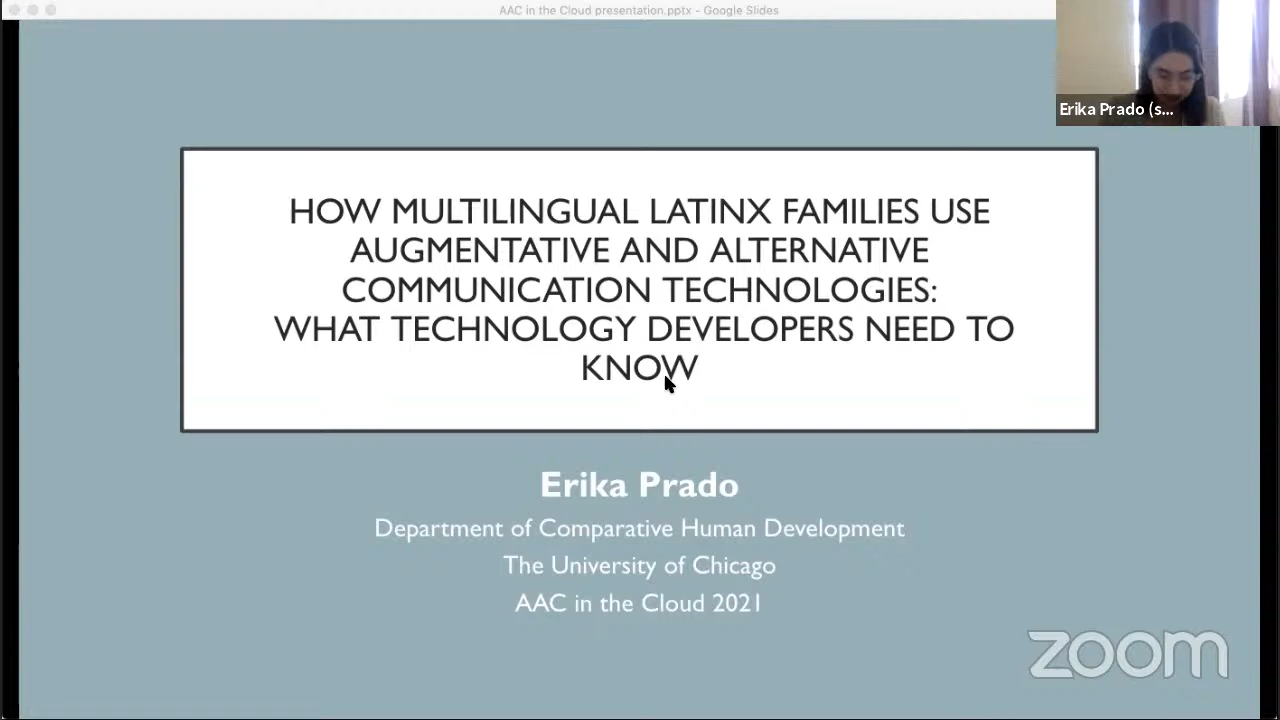 AAC in the Cloud presentation.pptx - Google Slides
Erika Prado (s...
HOW MULTILINGUAL LATINX FAMILIES USE
AUGMENTATIVE AND ALTERNATIVE
COMMUNICATION TECHNOLOGIES:
WHAT TECHNOLOGY DEVELOPERS NEED TO
KNOW
Erika Prado
Department of Comparative Human Development
The University of Chicago
AAC in the Cloud 2021
zoom